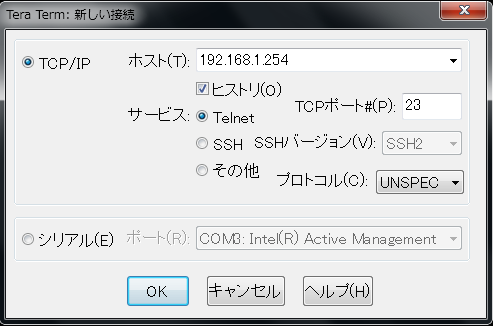 Tera Term: 新しい接続
TCP/IP
ホスト(T): 192.168.1.254
ヒストリ(O)
サービス: Telnet
TCPポート#(P): 23
SSH
SSHバージョン(V): SSH2
その他
プロトコル(C): UNSPEC
シリアル(E)
ポート(R): COM3: Intel(R) Active Management
OK
キャンセル
ヘルプ(H)